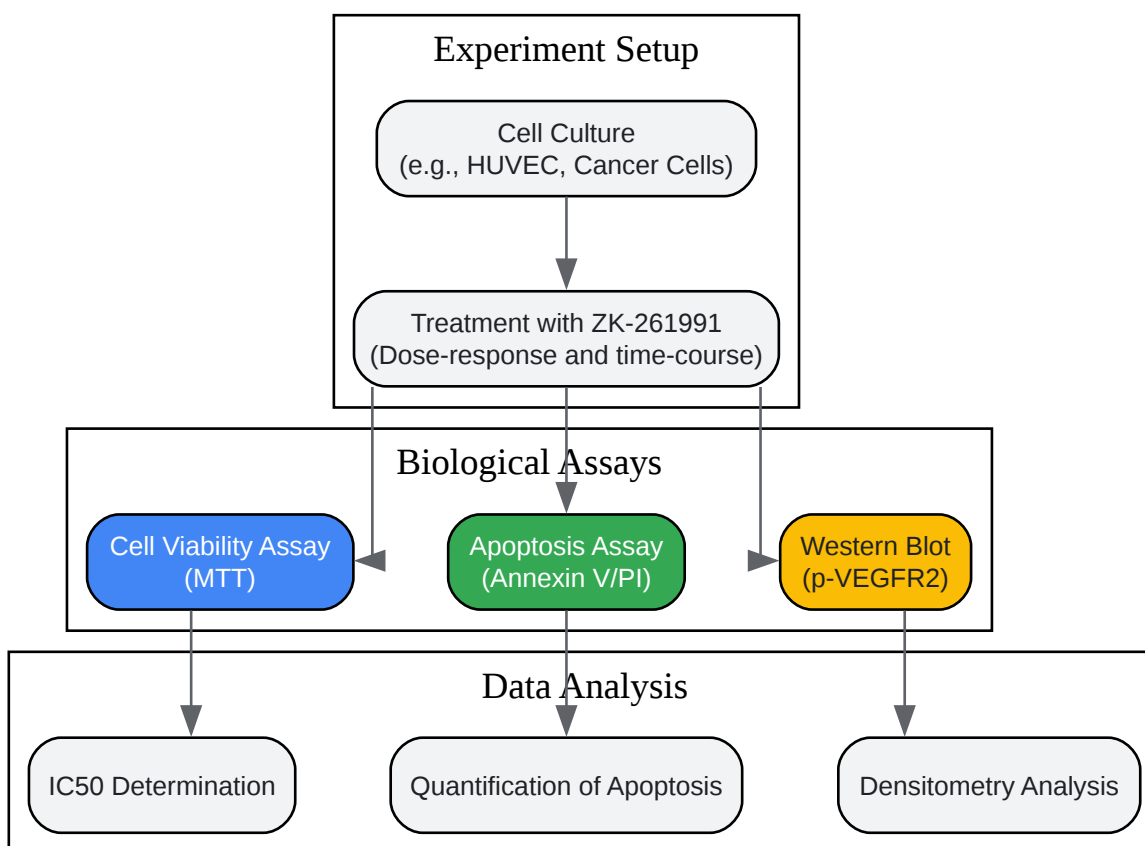 Experiment Setup
Cell Culture
(e.g., HUVEC, Cancer Cells)
Treatment with ZK-261991
(Dose-response and time-course)
Biological Assays
Cell Viability Assay
(MTT)
Apoptosis Assay
(Annexin V/PI)
Western Blot
(p-VEGFR2)
Data Analysis
IC50 Determination
Quantification of Apoptosis
Densitometry Analysis